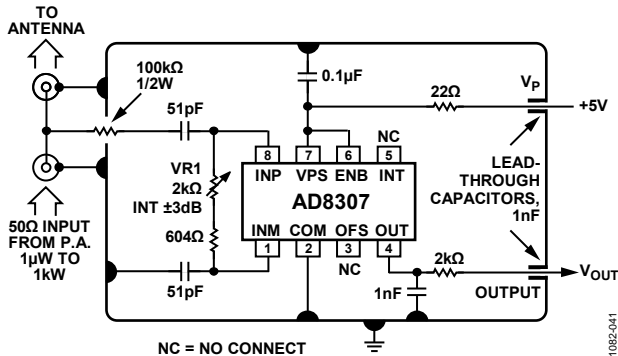 TO
ANTENNA
100kΩ
1/2W
51pF
0.1µF
22Ω
VP
+5V
NC
8
7
6
5
INP
VPS
ENB
INT
VR1
2kΩ
INT ±3dB
AD8307
LEAD-
THROUGH
CAPACITORS,
1nF
INM
COM
OFS
OUT
604Ω
1
2
3
4
NC
50Ω INPUT
FROM P.A.
1µW TO
1kW
51pF
1nF
2kΩ
VOUT
OUTPUT
NC = NO CONNECT
1082-041